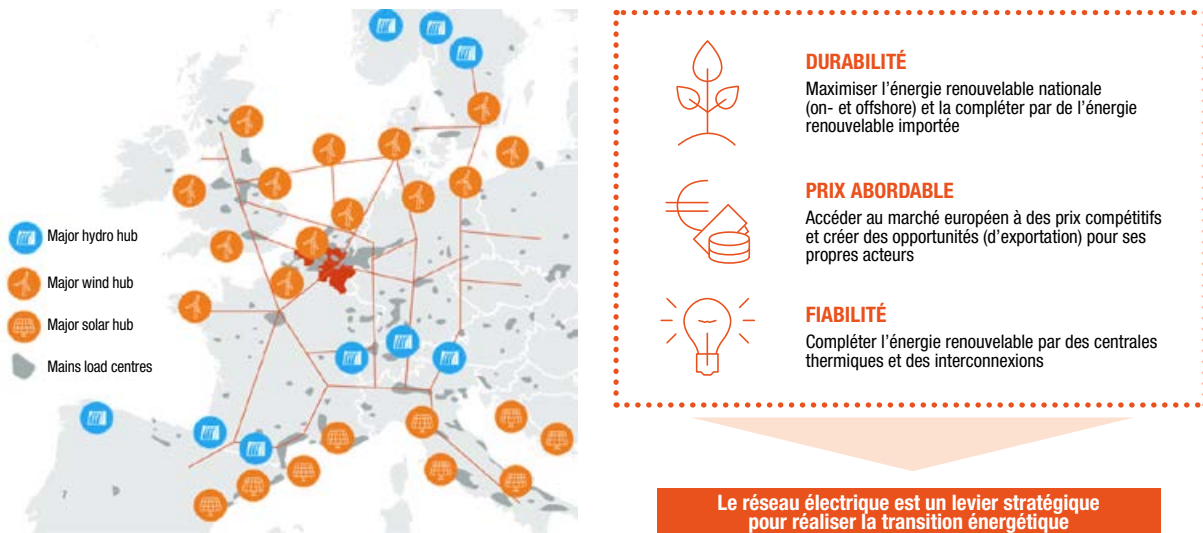 Major hydro hub
Major wind hub
Major solar hub
Mains load centres
DURABILITÉ
Maximiser l'énergie renouvelable nationale
(on- et offshore) et la compléter par de l'énergie
renouvelable importée
PRIX ABORDABLE
Accéder au marché européen à des prix compétitifs
et créer des opportunités (d'exportation) pour ses
propres acteurs
FIABILITÉ
Compléter l'énergie renouvelable par des centrales
thermiques et des interconnexions
Le réseau électrique est un levier stratégique
pour réaliser la transition énergétique